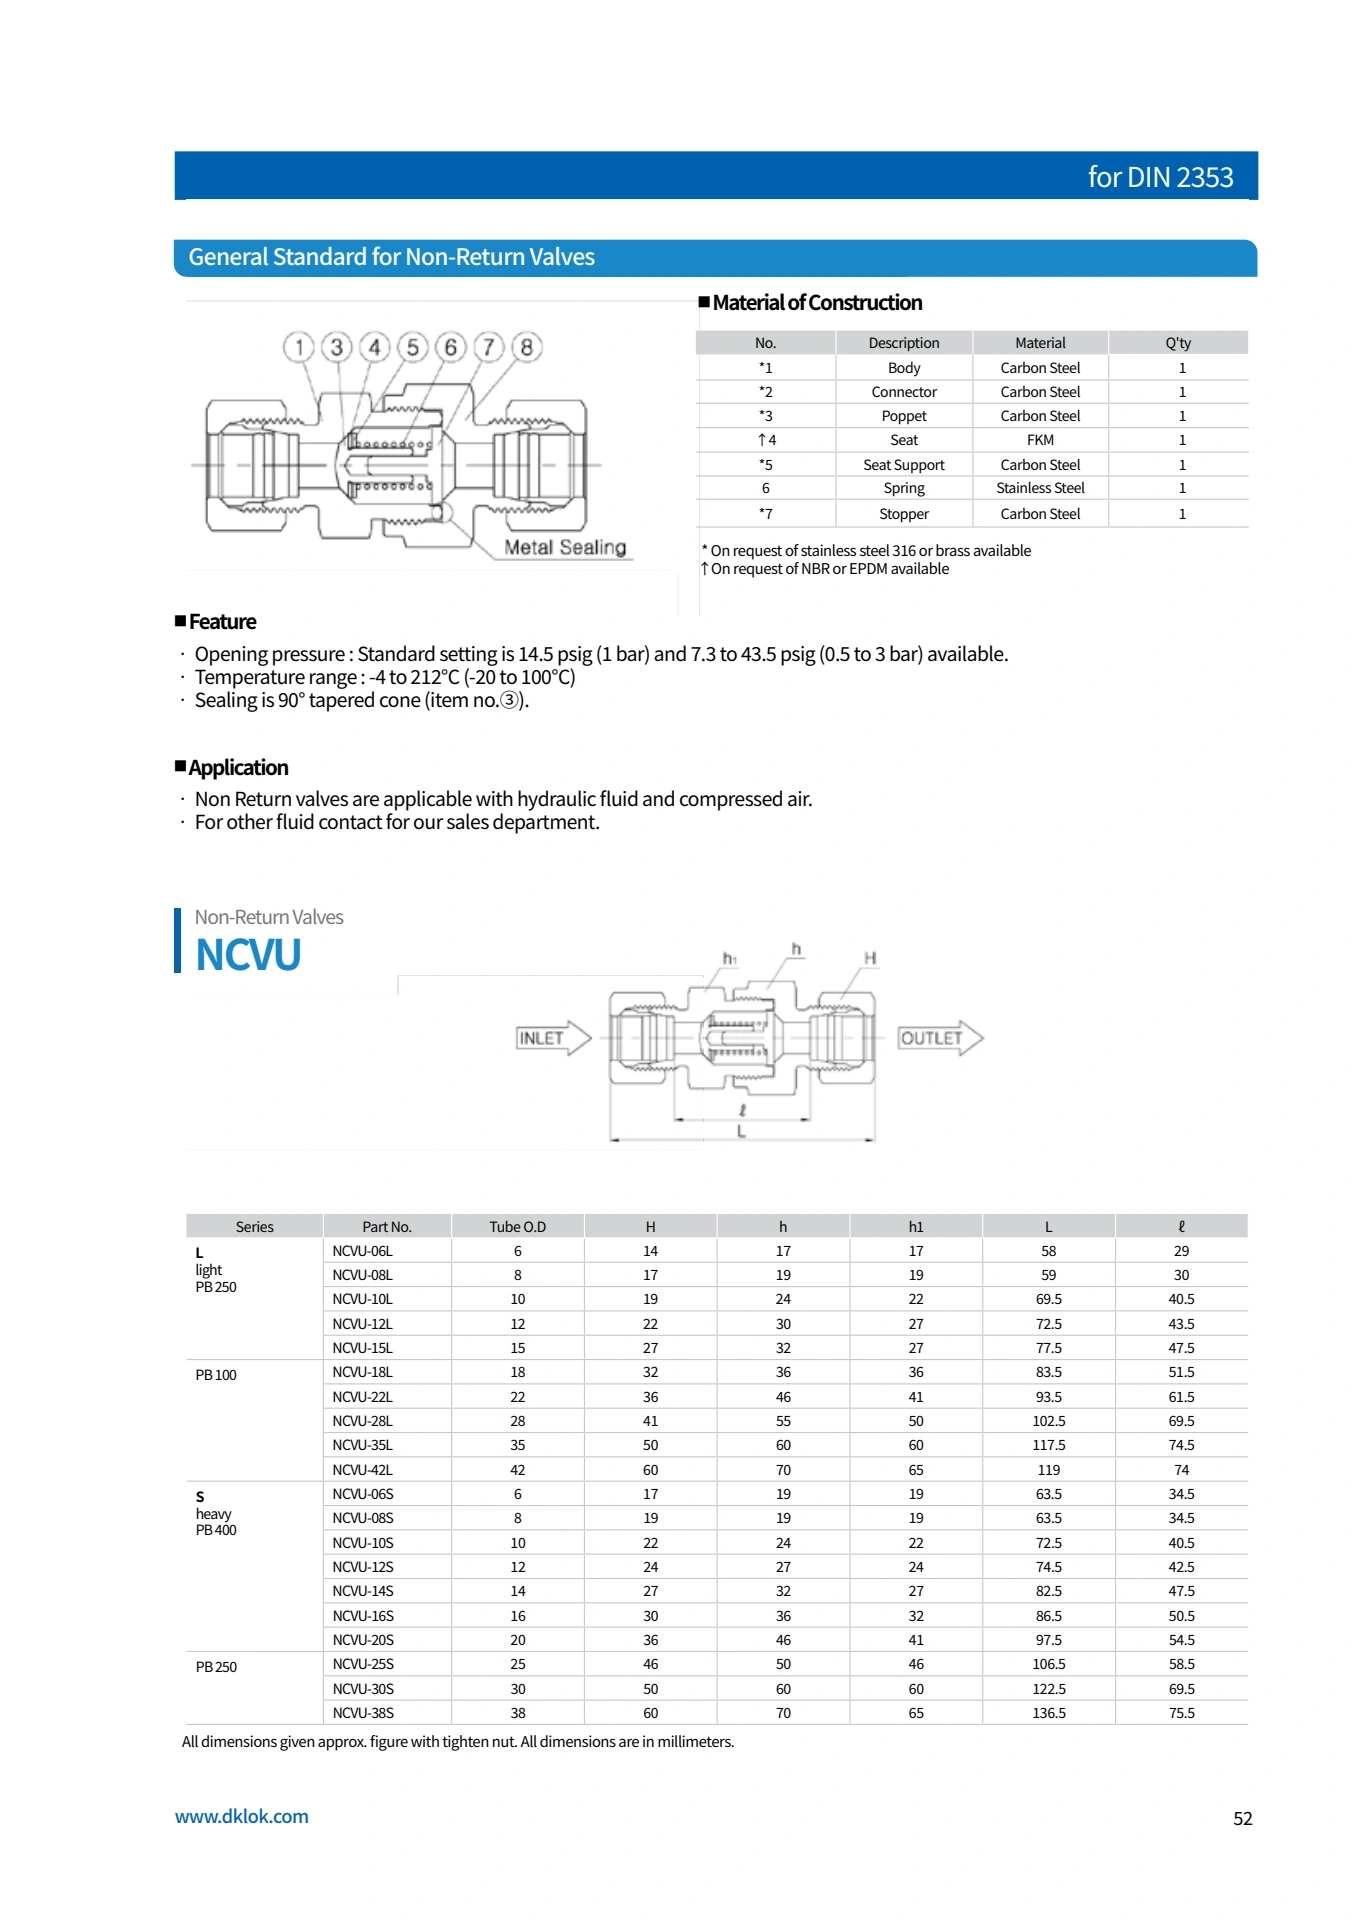 for DIN 2353
General Standard for Non-Return Valves
1 3 4 5 6 7 8
Metal Sealing
■ Material of Construction
No. Description Material Q'ty
*1 Body Carbon Steel 1
*2 Connector Carbon Steel 1
*3 Poppet Carbon Steel 1
↑4 Seat FKM 1
*5 Seat Support Carbon Steel 1
6 Spring Stainless Steel 1
*7 Stopper Carbon Steel 1
* On request of stainless steel 316 or brass available
↑On request of NBR or EPDM available
■ Feature
· Opening pressure : Standard setting is 14.5 psig (1 bar) and 7.3 to 43.5 psig (0.5 to 3 bar) available.
· Temperature range : -4 to 212°C (-20 to 100°C)
· Sealing is 90° tapered cone (item no.③).
■ Application
· Non Return valves are applicable with hydraulic fluid and compressed air.
· For other fluid contact for our sales department.
Non-Return Valves
NCVU
h1 h H
INLET OUTLET
ℓ
L
Series Part No. Tube O.D H h h1 L ℓ
L NCVU-06L 6 14 17 17 58 29
light
PB 250
NCVU-08L 8 17 19 19 59 30
NCVU-10L 10 19 24 22 69.5 40.5
NCVU-12L 12 22 30 27 72.5 43.5
NCVU-15L 15 27 32 27 77.5 47.5
PB 100 NCVU-18L 18 32 36 36 83.5 51.5
NCVU-22L 22 36 46 41 93.5 61.5
NCVU-28L 28 41 55 50 102.5 69.5
NCVU-35L 35 50 60 60 117.5 74.5
NCVU-42L 42 60 70 65 119 74
S NCVU-06S 6 17 19 19 63.5 34.5
heavy
PB 400
NCVU-08S 8 19 19 19 63.5 34.5
NCVU-10S 10 22 24 22 72.5 40.5
NCVU-12S 12 24 27 24 74.5 42.5
NCVU-14S 14 27 32 27 82.5 47.5
NCVU-16S 16 30 36 32 86.5 50.5
NCVU-20S 20 36 46 41 97.5 54.5
PB 250 NCVU-25S 25 46 50 46 106.5 58.5
NCVU-30S 30 50 60 60 122.5 69.5
NCVU-38S 38 60 70 65 136.5 75.5
All dimensions given approx. figure with tighten nut. All dimensions are in millimeters.
www.dklok.com
52